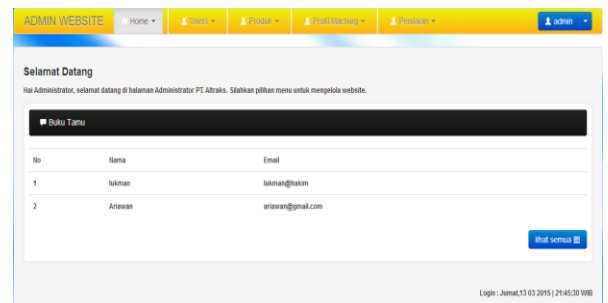 ADMIN WEBSITE Home Users Produk Profil Maching Penilaian admin
Selamat Datang
Hai Administrator, selamat datang di halaman Administrator PT. Altraks. Silahkan pilihan menu untuk mengelola website.
Buku Tamu
No Nama Email
1 lukman lukman@hakim
2 Ariawan ariawan@gmail.com
lihat semua
Login : Jumat,13 03 2015 | 21:45:30 WIB